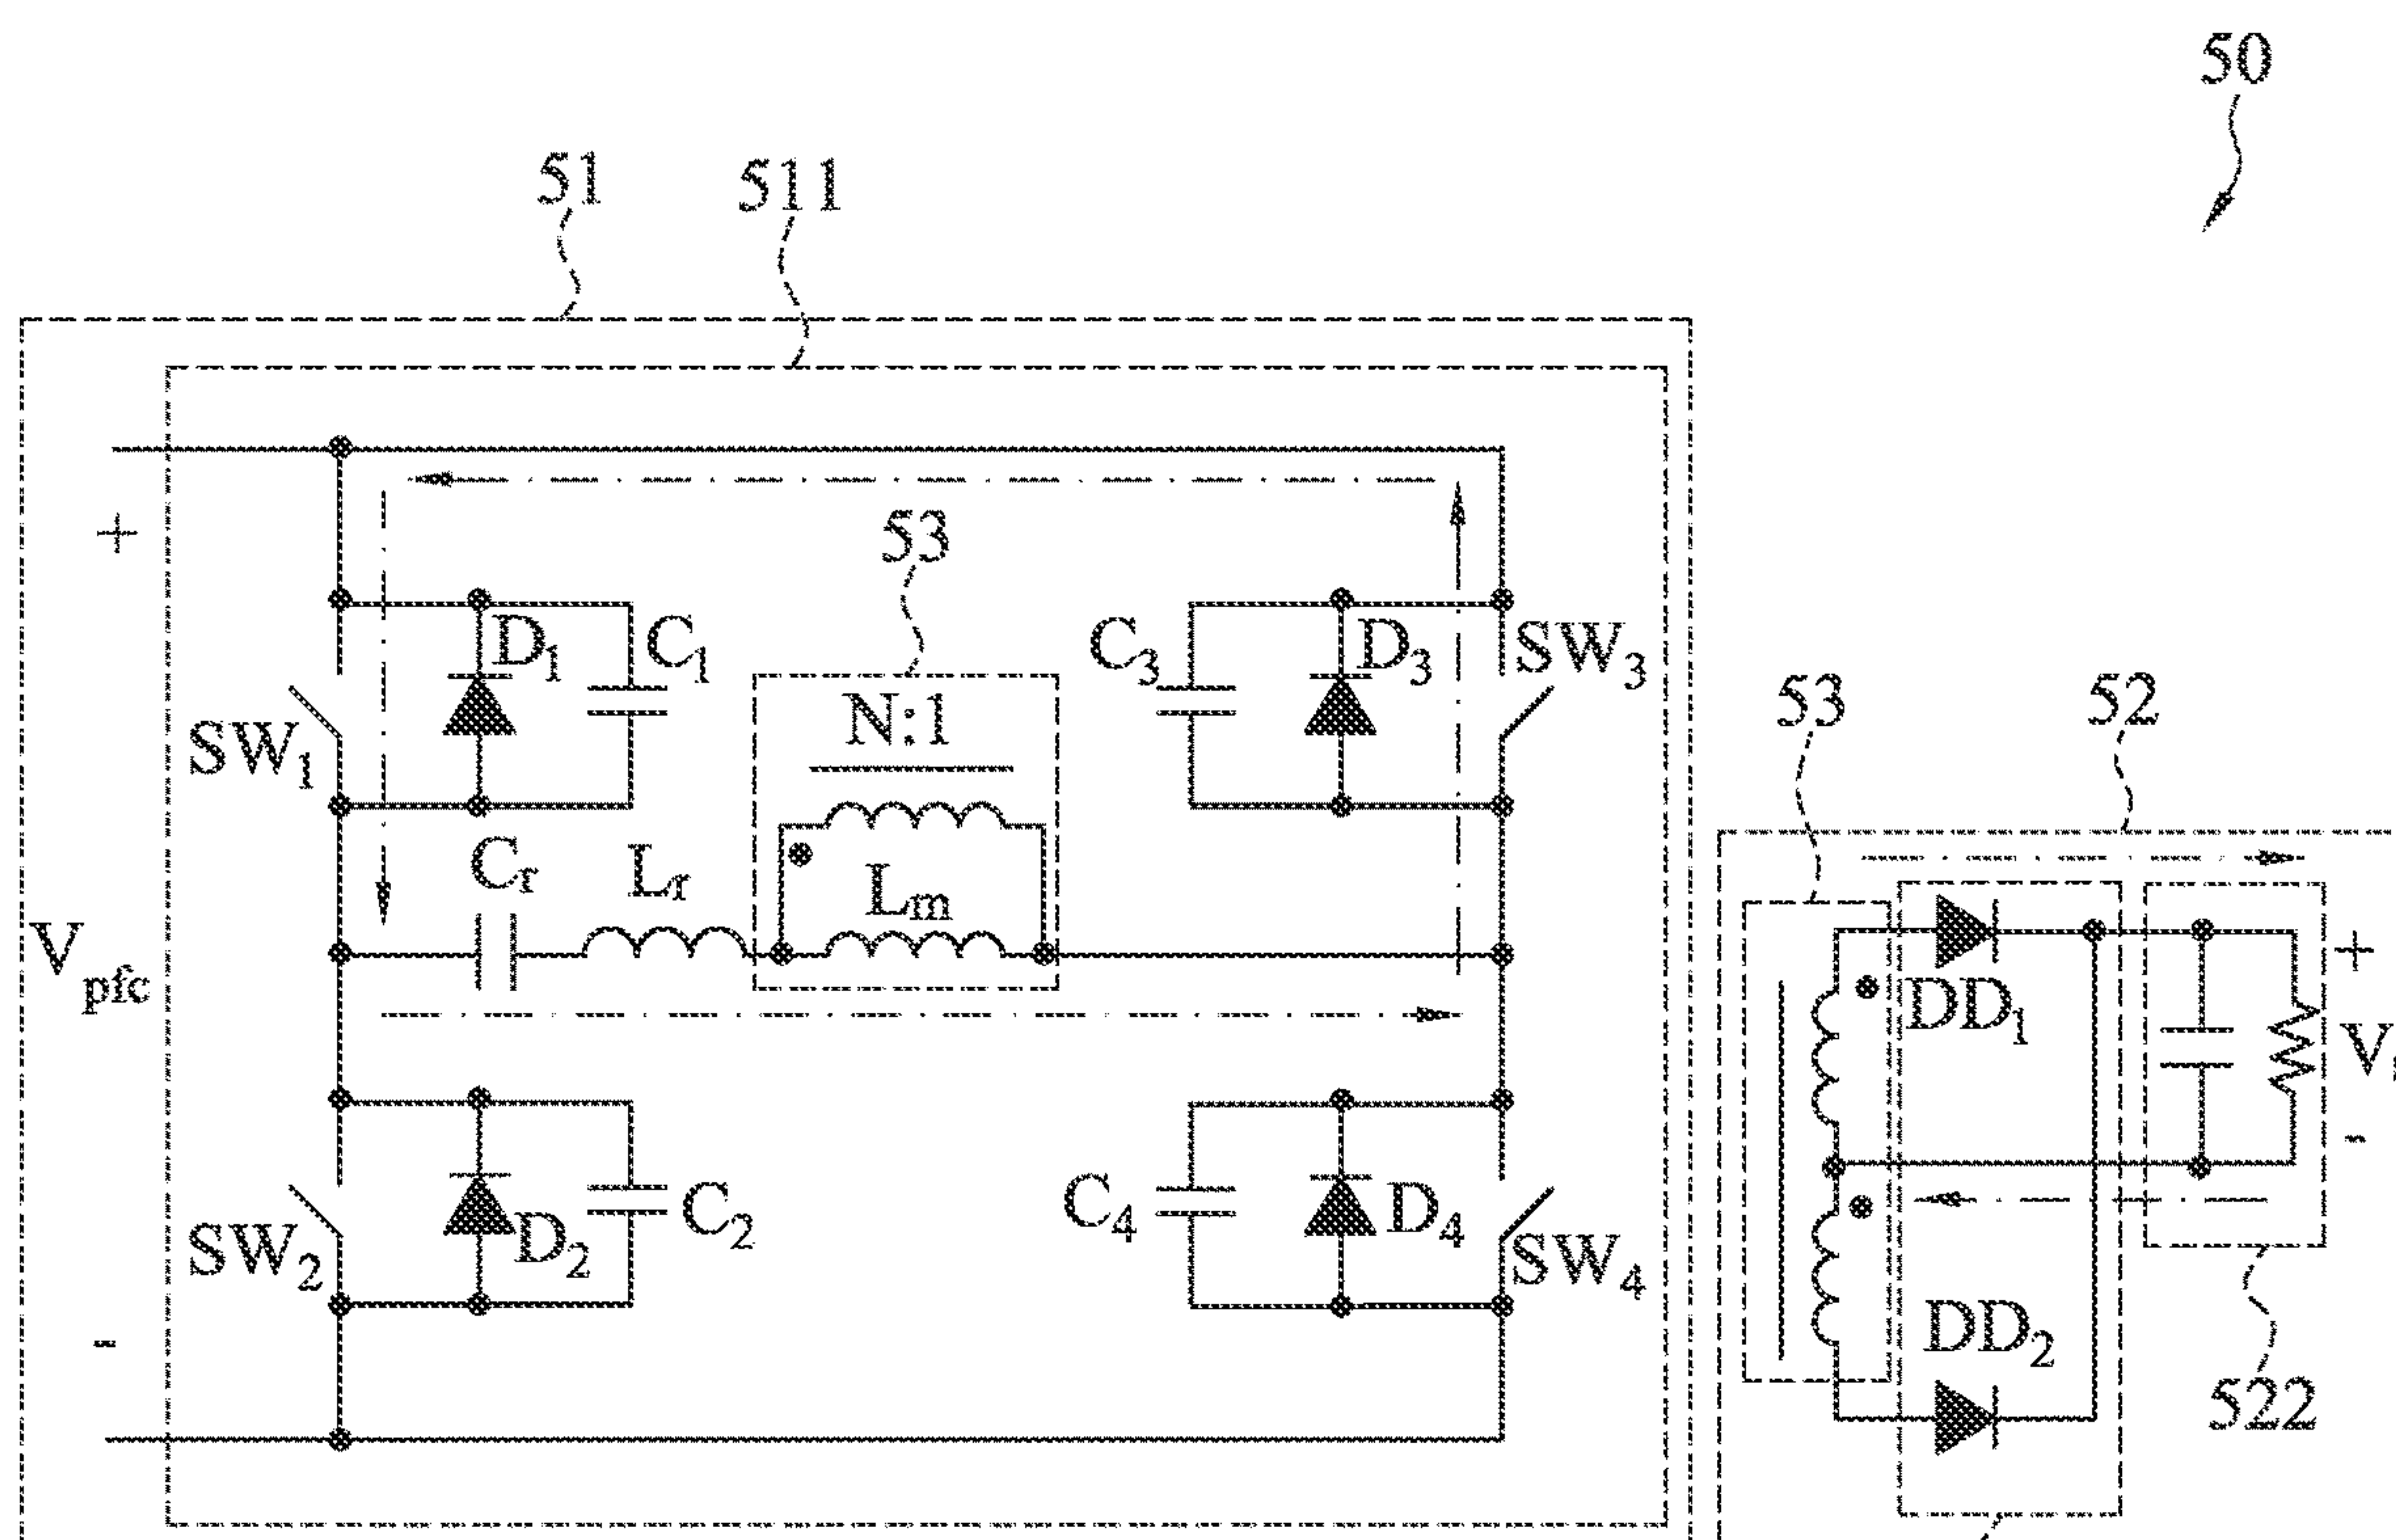 50
51
511
+
53
D1
C1
C3
D3
SW3
N:1
SW1
53
52
Cr
Lr
Lm
Vpfc
+
DD1
-
C2
C4
D4
SW2
D2
SW4
DD2
-
522